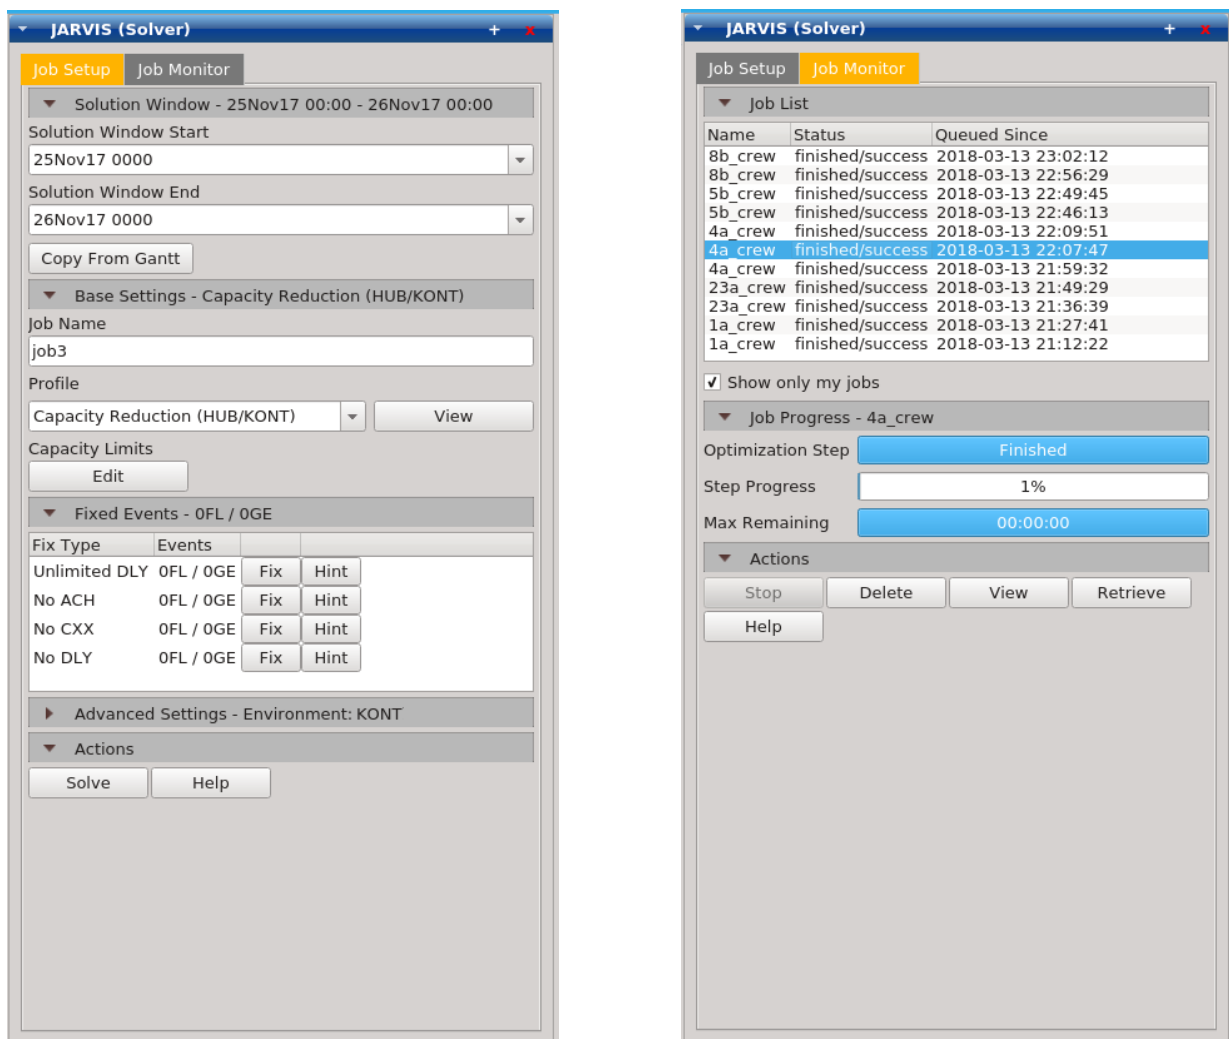 JARVIS (Solver) + x
Job Setup Job Monitor
Solution Window - 25Nov17 00:00 - 26Nov17 00:00
Solution Window Start
25Nov17 0000
Solution Window End
26Nov17 0000
Copy From Gantt
Base Settings - Capacity Reduction (HUB/KONT)
Job Name
job3
Profile
Capacity Reduction (HUB/KONT) View
Capacity Limits
Edit
Fixed Events - 0FL / 0GE
Fix Type Events
Unlimited DLY 0FL / 0GE Fix Hint
No ACH 0FL / 0GE Fix Hint
No CXX 0FL / 0GE Fix Hint
No DLY 0FL / 0GE Fix Hint
Advanced Settings - Environment: KONT
Actions
Solve Help
JARVIS (Solver) + x
Job Setup Job Monitor
Job List
Name Status Queued Since
8b_crew finished/success 2018-03-13 23:02:12
8b_crew finished/success 2018-03-13 22:56:29
5b_crew finished/success 2018-03-13 22:49:45
5b_crew finished/success 2018-03-13 22:46:13
4a_crew finished/success 2018-03-13 22:09:51
4a_crew finished/success 2018-03-13 22:07:47
4a_crew finished/success 2018-03-13 21:59:32
23a_crew finished/success 2018-03-13 21:49:29
23a_crew finished/success 2018-03-13 21:36:39
1a_crew finished/success 2018-03-13 21:27:41
1a_crew finished/success 2018-03-13 21:12:22
Show only my jobs
Job Progress - 4a_crew
Optimization Step Finished
Step Progress 1%
Max Remaining 00:00:00
Actions
Stop Delete View Retrieve
Help